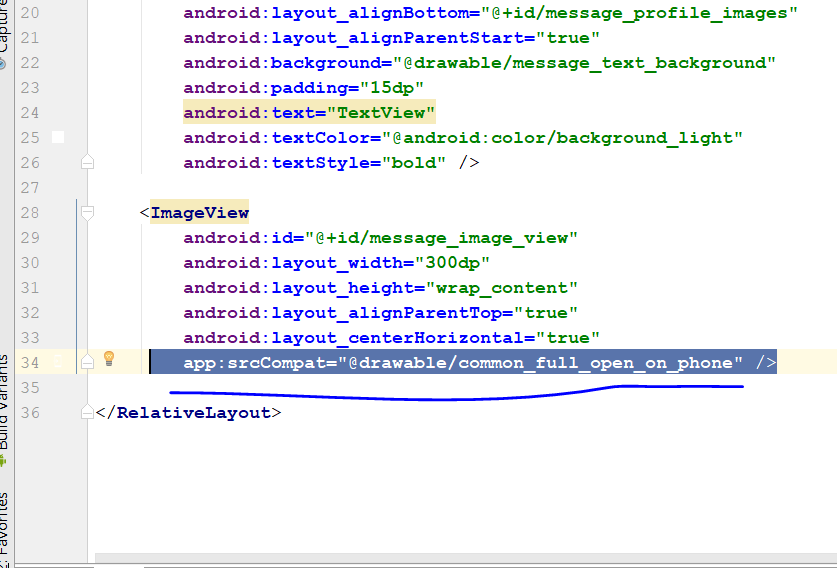 20 android:layout_alignBottom="@+id/message_profile_images"
21 android:layout_alignParentStart="true"
22 android:background="@drawable/message_text_background"
23 android:padding="15dp"
24 android:text="TextView"
25 android:textColor="@android:color/background_light"
26 android:textStyle="bold" />
27
28 <ImageView
29 android:id="@+id/message_image_view"
30 android:layout_width="300dp"
31 android:layout_height="wrap_content"
32 android:layout_alignParentTop="true"
33 android:layout_centerHorizontal="true"
34 app:srcCompat="@drawable/common_full_open_on_phone" />
35
36 </RelativeLayout>
Build Variants
Favorites